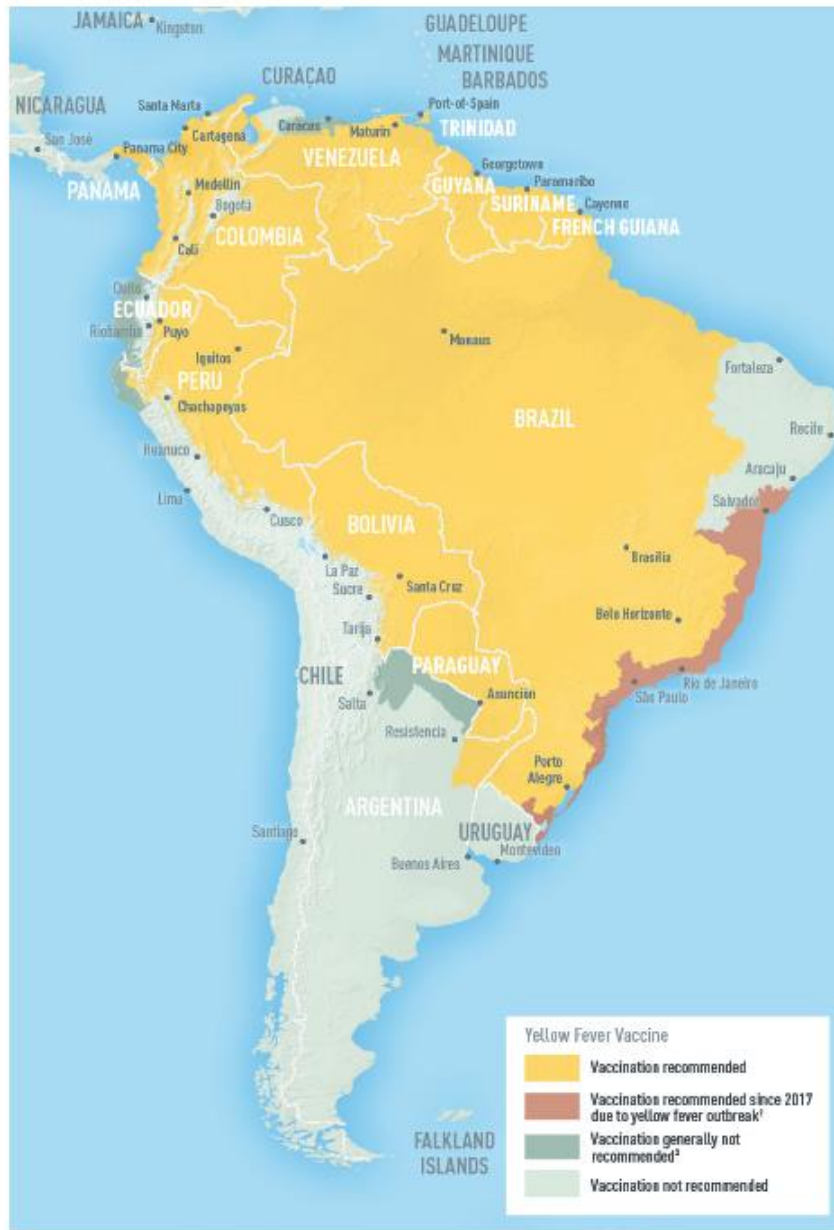 JAMAICA
Kingston
GUADELOUPE
MARTINIQUE
BARBADOS
CURAÇAO
NICARAGUA
Santa Marta
Port-of-Spain
San José
Cartagena
Caracas
Maturin
TRINIDAD
Panama City
VENEZUELA
PANAMA
Georgetown
Medellín
GUYANA
Paramaribo
Bogotá
SURINAME
Cayenne
COLOMBIA
FRENCH GUIANA
Cali
Quito
ECUADOR
Riobamba
Puyo
Manaus
Iquitos
Fortaleza
PERU
Chachapoyas
BRAZIL
Recife
Huanuco
Aracaju
Lima
Salvador
Cusco
BOLIVIA
Brasilia
La Paz
Santa Cruz
Sucre
Belo Horizonte
Tarija
PARAGUAY
CHILE
Rio de Janeiro
Salta
Asunción
São Paulo
Resistencia
Porto
Alegre
ARGENTINA
Santiago
URUGUAY
Buenos Aires
Montevideo
Yellow Fever Vaccine
Vaccination recommended
Vaccination recommended since 2017
due to yellow fever outbreak¹
Vaccination generally not
recommended²
Vaccination not recommended
FALKLAND
ISLANDS